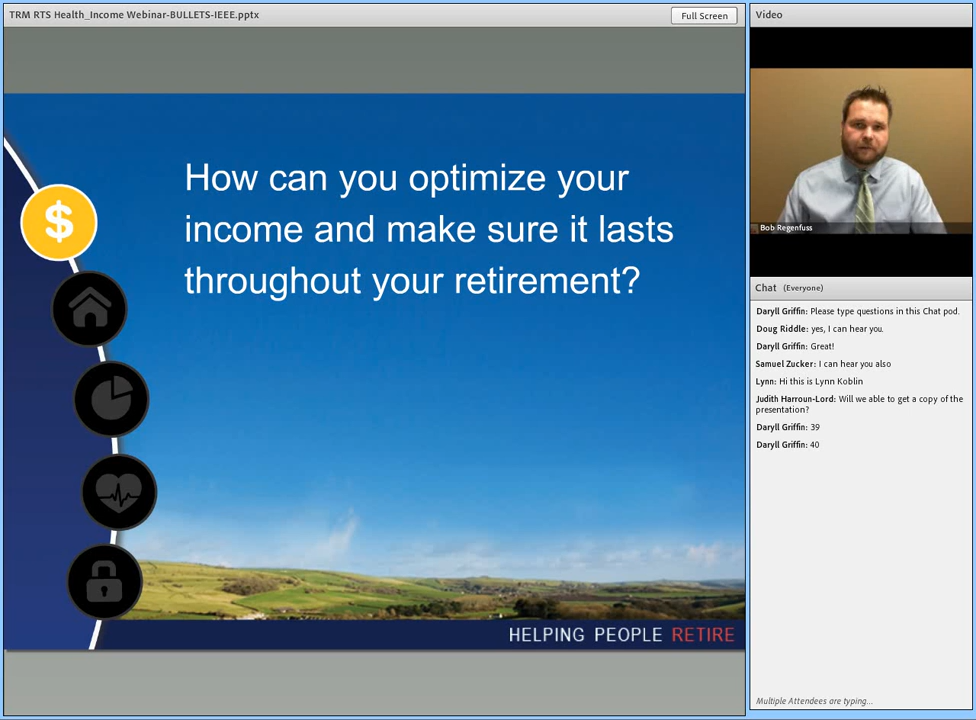 TRM RTS Health_Income Webinar-BULLETS-IEEE.pptx
Full Screen
How can you optimize your
income and make sure it lasts
throughout your retirement?
$
HELPING PEOPLE RETIRE
Video
Bob Regenfuss
Chat (Everyone)
Daryll Griffin: Please type questions in this Chat pod.
Doug Riddle: yes, I can hear you.
Daryll Griffin: Great!
Samuel Zucker: I can hear you also
Lynn: Hi this is Lynn Koblin
Judith Harroun-Lord: Will we able to get a copy of the
presentation?
Daryll Griffin: 39
Daryll Griffin: 40
Multiple Attendees are typing...